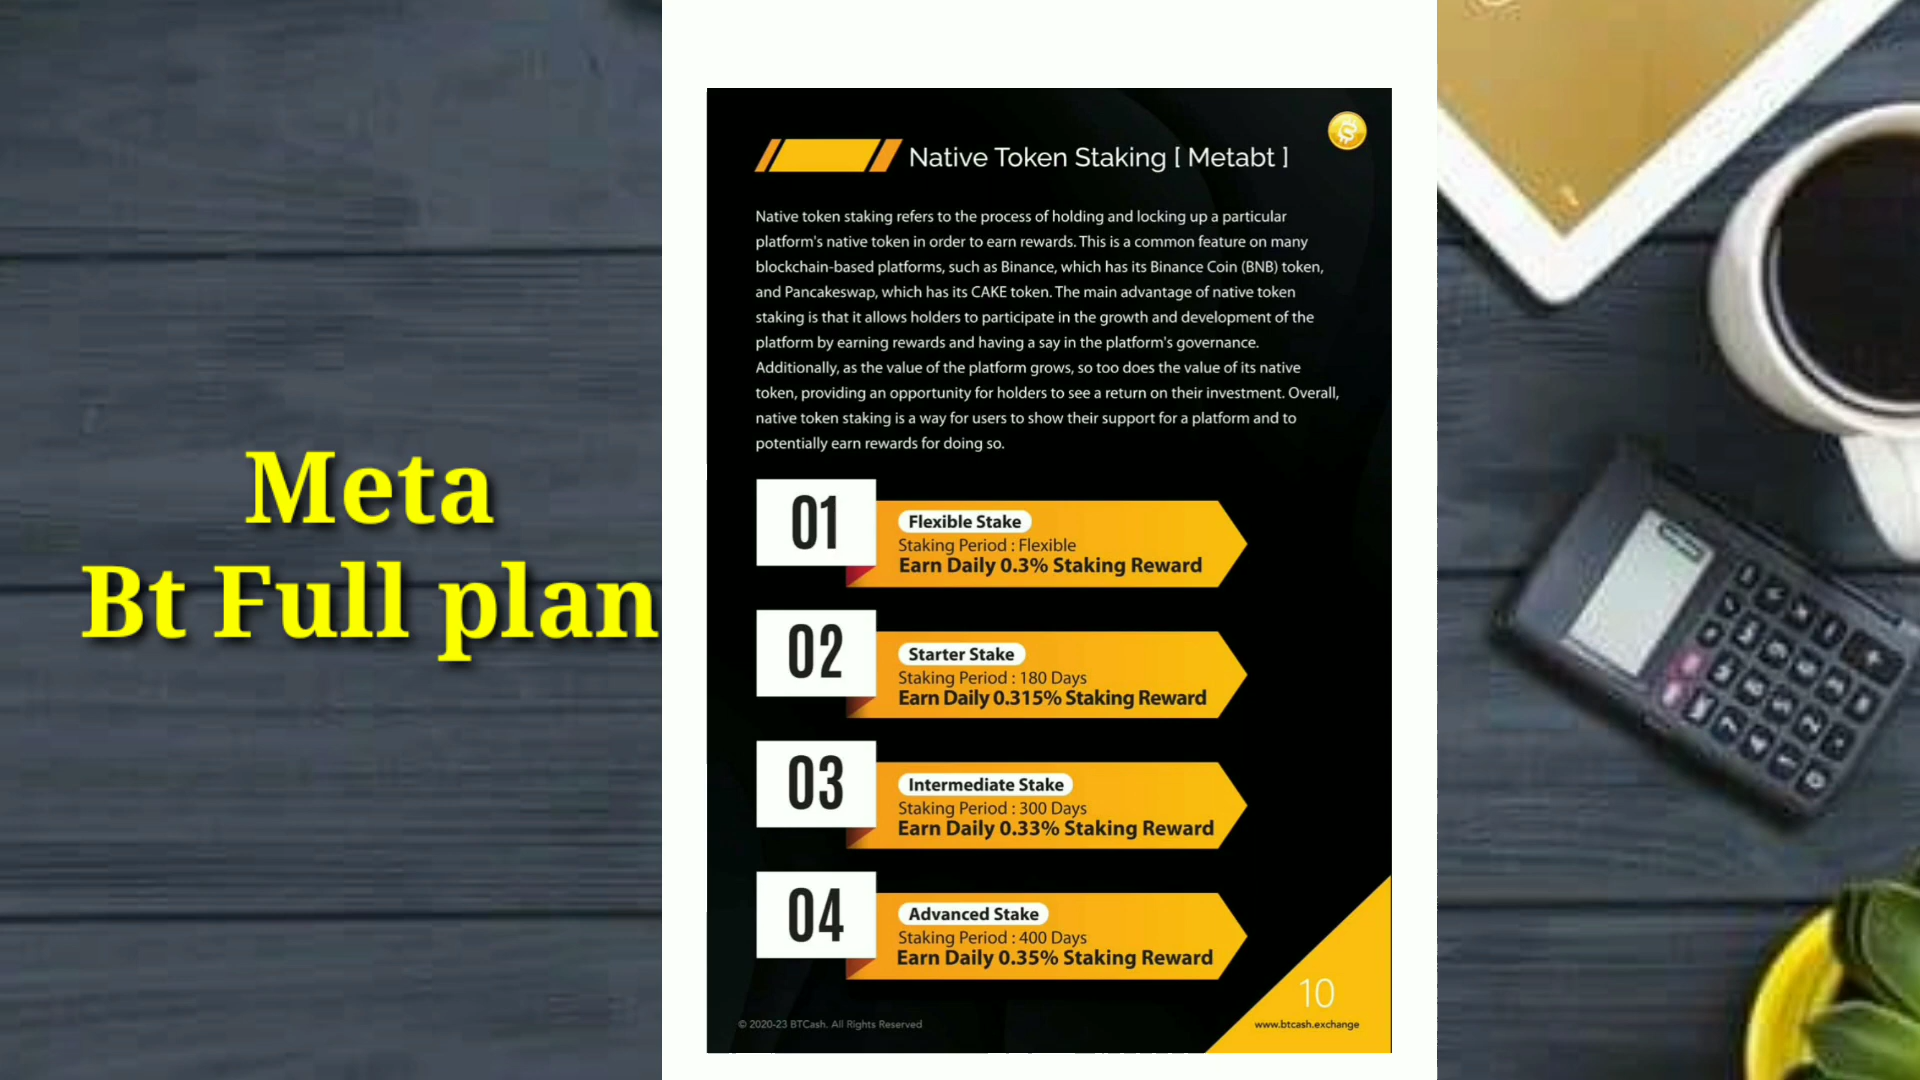 Meta
Bt Full plan
Native Token Staking [ Metabt ]
Native token staking refers to the process of holding and locking up a particular
platform's native token in order to earn rewards. This is a common feature on many
blockchain-based platforms, such as Binance, which has its Binance Coin (BNB) token,
and Pancakeswap, which has its CAKE token. The main advantage of native token
staking is that it allows holders to participate in the growth and development of the
platform by earning rewards and having a say in the platform's governance.
Additionally, as the value of the platform grows, so too does the value of its native
token, providing an opportunity for holders to see a return on their investment. Overall,
native token staking is a way for users to show their support for a platform and to
potentially earn rewards for doing so.
01
Flexible Stake
Staking Period : Flexible
Earn Daily 0.3% Staking Reward
02
Starter Stake
Staking Period : 180 Days
Earn Daily 0.315% Staking Reward
03
Intermediate Stake
Staking Period : 300 Days
Earn Daily 0.33% Staking Reward
04
Advanced Stake
Staking Period : 400 Days
Earn Daily 0.35% Staking Reward
10
© 2020-23 BTCash. All Rights Reserved
www.btcash.exchange